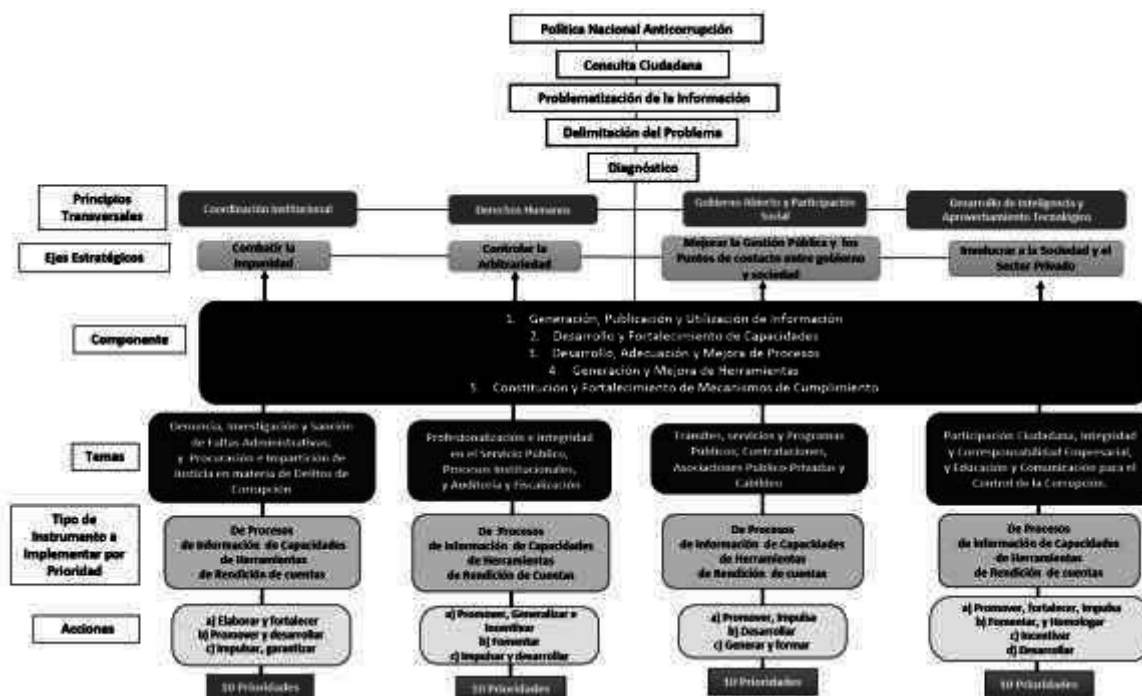 Política Nacional Anticorrupción
Consulta Ciudadana
Problematización de la Información
Delimitación del Problema
Diagnóstico
Principios
Transversales
Coordinación Institucional
Derechos Humanos
Gobierno Abierto y Participación
Social
Desarrollo de Inteligencia y
Aprovechamiento Tecnológico
Ejes Estratégicos
Combatir la
Impunidad
Controlar la
Arbitrariedad
Mejorar la Gestión Pública y los
Puntos de contacto entre gobierno
y sociedad
Involucrar a la Sociedad y el
Sector Privado
Componente
1. Generación, Publicación y Utilización de Información
2. Desarrollo y Fortalecimiento de Capacidades
3. Desarrollo, Adecuación y Mejora de Procesos
4. Generación y Mejora de Herramientas
5. Constitución y Fortalecimiento de Mecanismos de Cumplimiento
Temas
Denuncia, Investigación y Sanción
de Faltas Administrativas,
y Procuración e Impartición de
Justicia en materia de Delitos de
Corrupción
Profesionalización e Integridad
en el Servicio Público,
Procesos Institucionales,
y Auditoría y Fiscalización
Trámites, servicios y Programas
Públicos, Contrataciones,
Asociaciones Público-Privadas y
Cabildeo
Participación Ciudadana, Integridad
y Corresponsabilidad Empresarial,
y Educación y Comunicación para el
Control de la Corrupción.
Tipo de
Instrumento a
Implementar por
Prioridad
De Procesos
de Información de Capacidades
de Herramientas
de Rendición de cuentas
De Procesos
de Información de Capacidades
de Herramientas
de Rendición de Cuentas
De Procesos
de Información de Capacidades
de Herramientas
de Rendición de cuentas
De Procesos
de Información de Capacidades
de Herramientas
de Rendición de cuentas
Acciones
a) Elaborar y fortalecer
b) Promover y desarrollar
c) Impulsar, garantizar
a) Promover, Generalizar e
Incentivar
b) Fomentar
c) Impulsar y desarrollar
a) Promover, Impulsa
b) Desarrollar
c) Generar y formar
a) Promover, fortalecer, Impulsa
b) Fomentar, y Homologar
c) Incentivar
d) Desarrollar
10 Prioridades
10 Prioridades
10 Prioridades
10 Prioridades